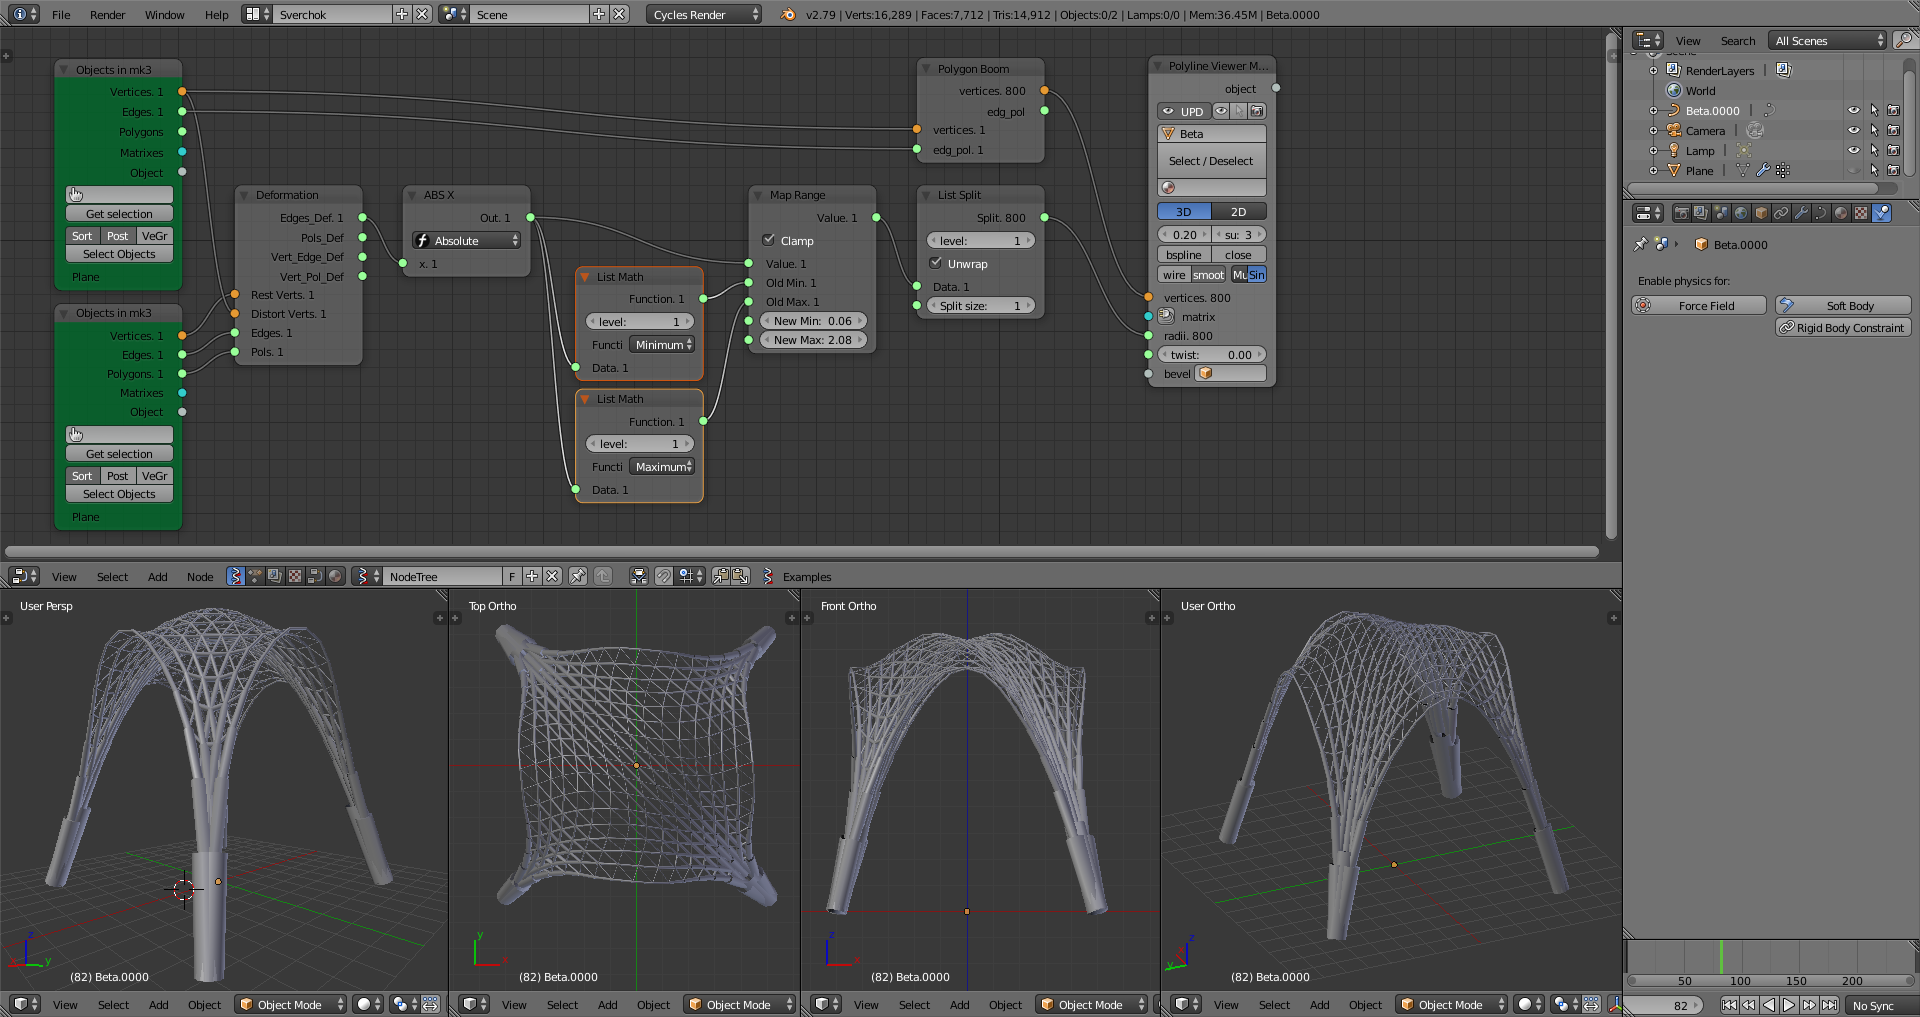 File Render Window Help Sverchok Scene Cycles Render v2.79 | Verts:16,289 | Faces:7,712 | Tris:14,912 | Objects:0/2 | Lamps:0/0 | Mem:36.45M | Beta.0000
Objects in mk3
Vertices. 1
Edges. 1
Polygons
Matrixes
Object
Get selection
Sort Post VeGr
Select Objects
Plane
Objects in mk3
Vertices. 1
Edges. 1
Polygons. 1
Matrixes
Object
Get selection
Sort Post VeGr
Select Objects
Plane
Deformation
Edges_Def. 1
Pols_Def
Vert_Edge_Def
Vert_Pol_Def
Rest Verts. 1
Distort Verts. 1
Edges. 1
Pols. 1
ABS X
Out. 1
Absolute
x. 1
List Math
Function. 1
level: 1
Functi Minimum
Data. 1
List Math
Function. 1
level: 1
Functi Maximum
Data. 1
Map Range
Value. 1
Clamp
Value. 1
Old Min. 1
Old Max. 1
New Min: 0.06
New Max: 2.08
Polygon Boom
vertices. 800
edg_pol
vertices. 1
edg_pol. 1
List Split
Split. 800
level: 1
Unwrap
Data. 1
Split size: 1
Polyline Viewer M...
object
UPD
Beta
Select / Deselect
3D 2D
0.20 su: 3
bspline close
wire smoot Mu Sin
vertices. 800
matrix
radii. 800
twist: 0.00
bevel
View Search All Scenes
Scene
RenderLayers
World
Beta.0000
Camera
Lamp
Plane
Beta.0000
Enable physics for:
Force Field Soft Body
Rigid Body Constraint
View Select Add Node NodeTree F Examples
User Persp
z
x
y
(82) Beta.0000
Top Ortho
y
x
(82) Beta.0000
Front Ortho
z
x
(82) Beta.0000
User Ortho
z
x
y
(82) Beta.0000
View Select Add Object Object Mode
View Select Add Object Object Mode
View Select Add Object Object Mode
View Select Add Object Object Mode
50 100 150 200
82 No Sync